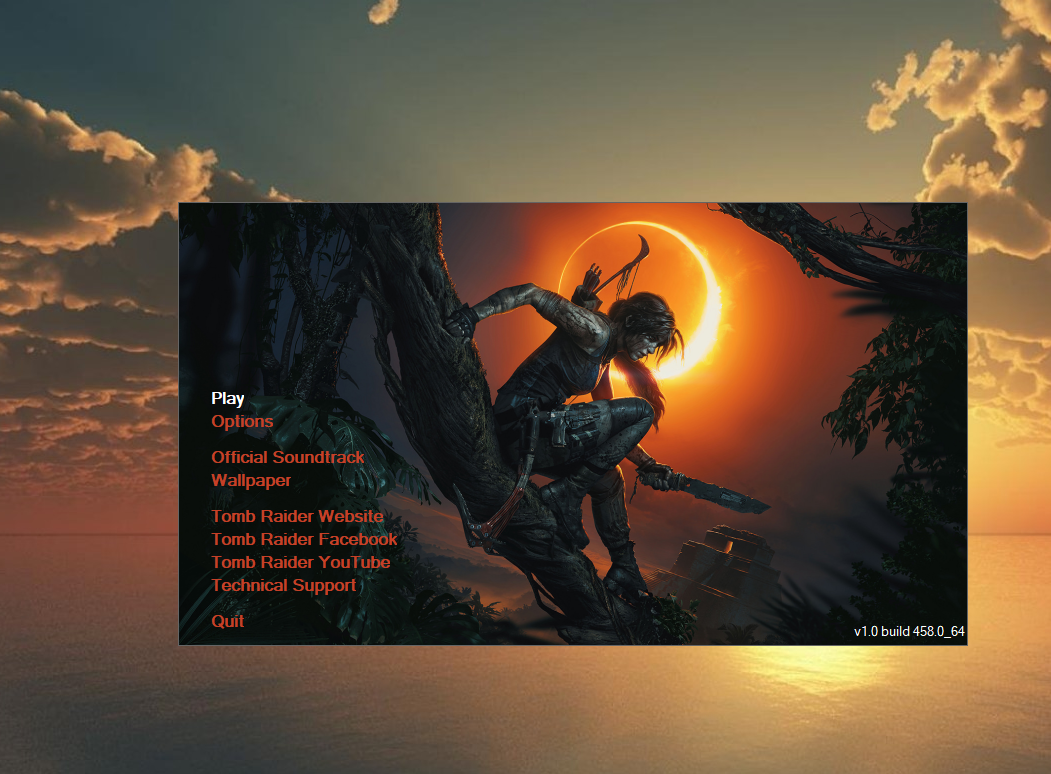 Play
Options
Official Soundtrack
Wallpaper
Tomb Raider Website
Tomb Raider Facebook
Tomb Raider YouTube
Technical Support
Quit
v1.0 build 458.0_64